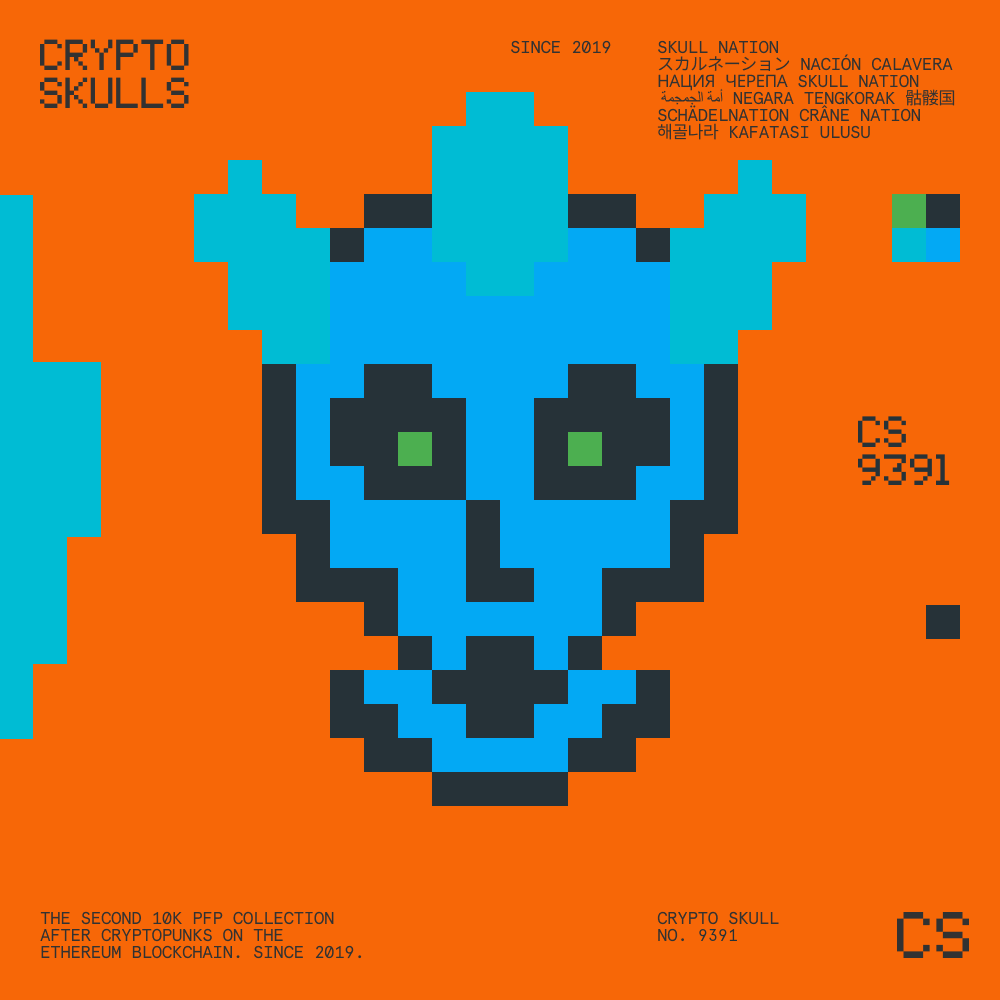 CRYPTO
SKULLS
SINCE 2019
SKULL NATION
スカルネーション NACIÓN CALAVERA
НАЦИЯ ЧЕРЕПА SKULL NATION
أمة الجمجمة NEGARA TENGKORAK 骷髅国
SCHÄDELNATION CRÂNE NATION
해골나라 KAFATASI ULUSU
CS
9391
THE SECOND 10K PFP COLLECTION
AFTER CRYPTOPUNKS ON THE
ETHEREUM BLOCKCHAIN. SINCE 2019.
CRYPTO SKULL
NO. 9391
CS